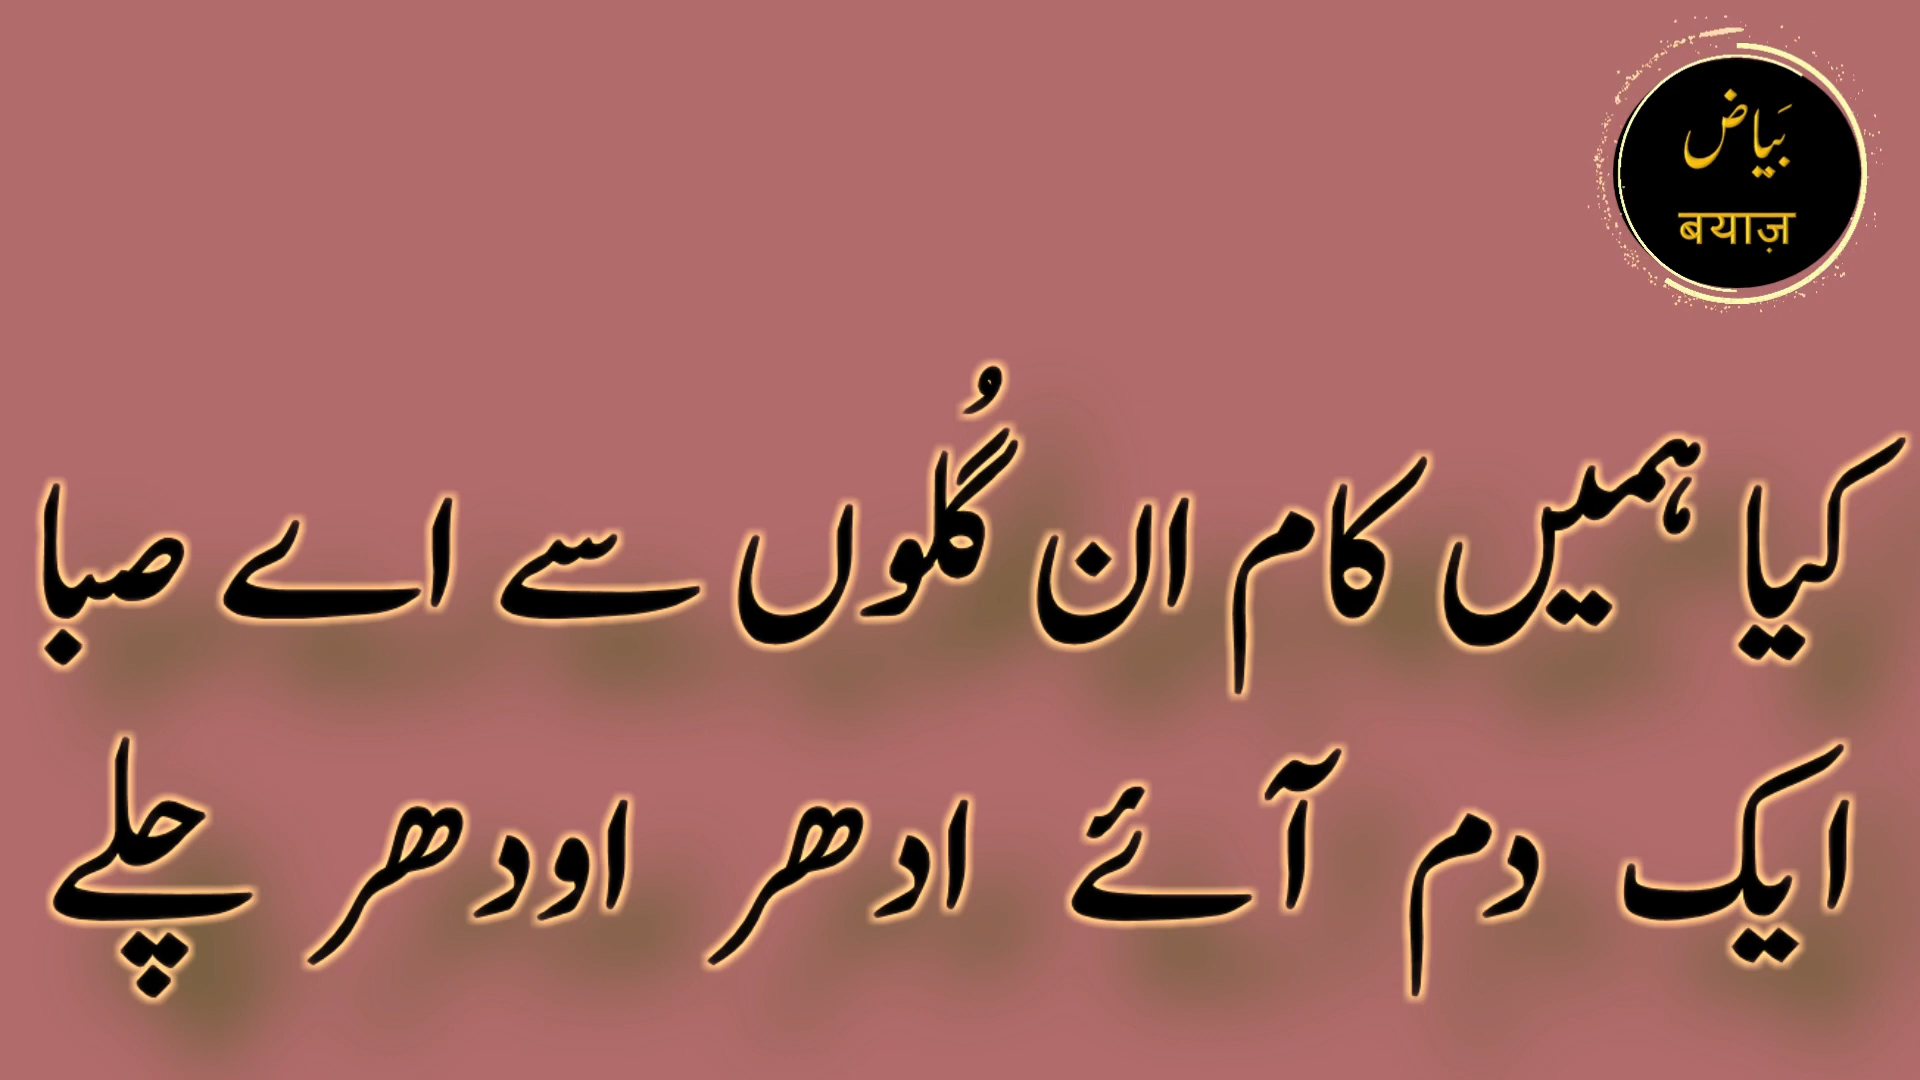 بَیاض
बयाज़
کیا ہمیں کام ان گُلوں سے اے صبا
ایک دم آئے ادھر اودھر چلے